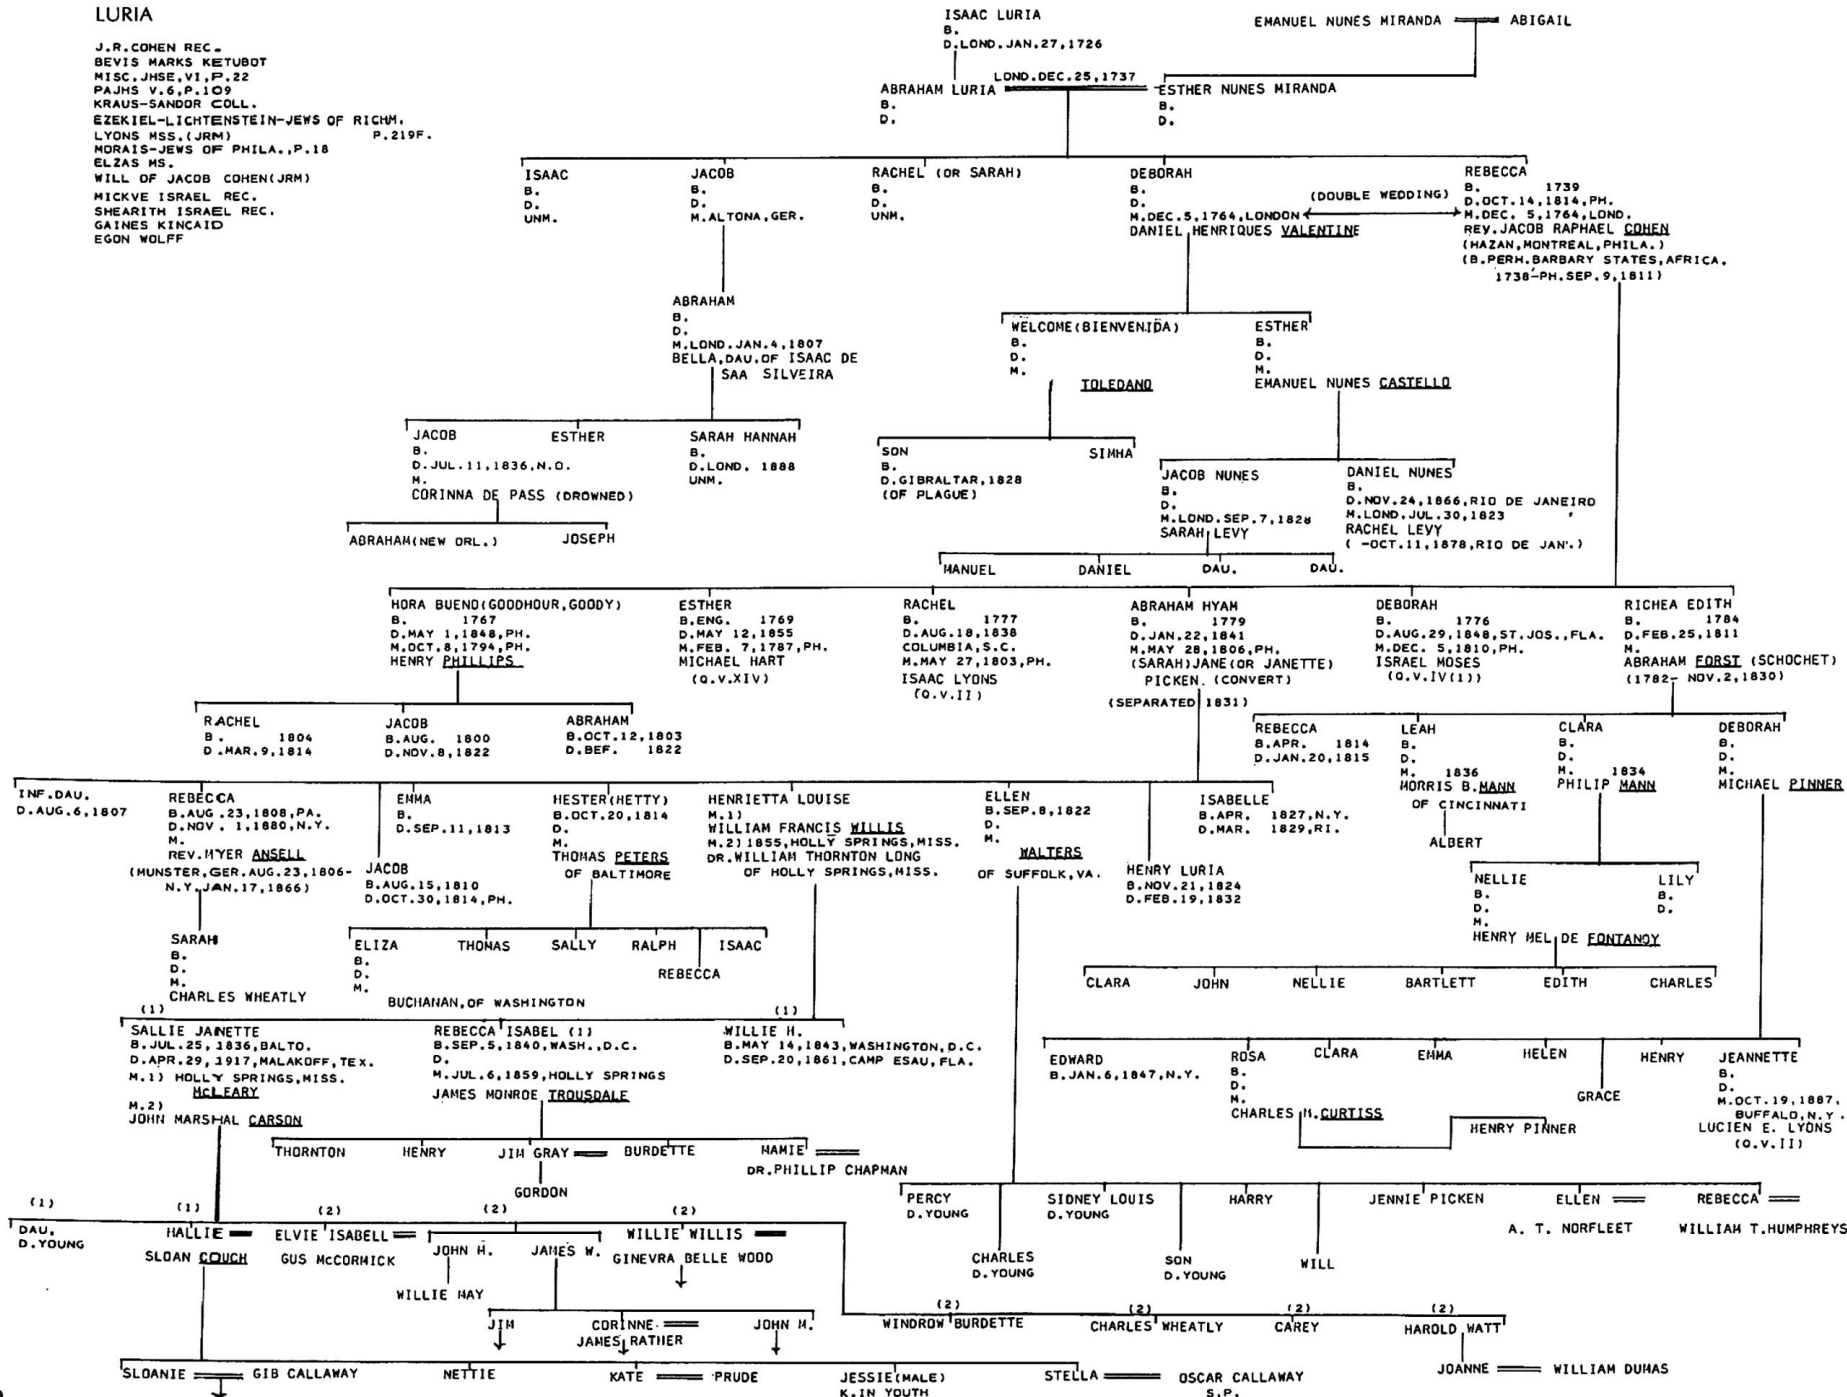 LURIA
J.R.COHEN REC.
BEVIS MARKS KETUBOT
MISC.JHSE,VI,P.22
PAJHS V.6,P.109
KRAUS-SANDOR COLL.
EZEKIEL-LICHTENSTEIN-JEWS OF RICHM.
LYONS MSS.(JRM) P.219F.
MORAIS-JEWS OF PHILA.,P.18
ELZAS MS.
WILL OF JACOB COHEN(JRM)
MICKVE ISRAEL REC.
SHEARITH ISRAEL REC.
GAINES KINCAID
EGON WOLFF
ISAAC LURIA
B.
D.LOND.JAN.27,1726
EMANUEL NUNES MIRANDA
ABIGAIL
LOND.DEC.25,1737
ABRAHAM LURIA
B.
D.
ESTHER NUNES MIRANDA
B.
D.
ISAAC
B.
D.
UNM.
JACOB
B.
D.
M.ALTONA,GER.
RACHEL (OR SARAH)
B.
D.
UNM.
DEBORAH
B.
D.
M.DEC.5,1764,LONDON
DANIEL HENRIQUES VALENTINE
(DOUBLE WEDDING)
REBECCA
B. 1739
D.OCT.14,1814,PH.
M.DEC. 5,1764,LOND.
REV.JACOB RAPHAEL COHEN
(HAZAN,MONTREAL,PHILA.)
(B.PERH.BARBARY STATES,AFRICA.
1738-PH.SEP.9,1811)
ABRAHAM
B.
D.
M.LOND.JAN.4,1807
BELLA,DAU.OF ISAAC DE
SAA SILVEIRA
WELCOME(BIENVENIDA)
B.
D.
M.
TOLEDANO
ESTHER
B.
D.
M.
EMANUEL NUNES CASTELLO
JACOB
B.
D.JUL.11,1836,N.O.
M.
CORINNA DE PASS (DROWNED)
ESTHER
SARAH HANNAH
B.
D.LOND. 1888
UNM.
SON
B.
D.GIBRALTAR,1828
(OF PLAGUE)
SIMHA
JACOB NUNES
B.
D.
M.LOND.SEP.7,1828
SARAH LEVY
DANIEL NUNES
B.
D.NOV.24,1866,RIO DE JANEIRO
M.LOND.JUL.30,1823
RACHEL LEVY
( -OCT.11,1878,RIO DE JAN.)
ABRAHAM(NEW ORL.)
JOSEPH
MANUEL
DANIEL
DAU.
DAU.
HORA BUENO(GOODHOUR,GOODY)
B. 1767
D.MAY 1,1848,PH.
M.OCT.8,1794,PH.
HENRY PHILLIPS
ESTHER
B.ENG. 1769
D.MAY 12,1855
M.FEB. 7,1787,PH.
MICHAEL HART
(Q.V.XIV)
RACHEL
B. 1777
D.AUG.18,1838
COLUMBIA,S.C.
M.MAY 27,1803,PH.
ISAAC LYONS
(Q.V.II)
ABRAHAM HYAM
B. 1779
D.JAN.22,1841
M.MAY 28,1806,PH.
(SARAH)JANE(OR JANETTE)
PICKEN. (CONVERT)
(SEPARATED 1831)
DEBORAH
B. 1776
D.AUG.29,1848,ST.JOS.,FLA.
M.DEC. 5,1810,PH.
ISRAEL MOSES
(Q.V.IV(1))
RICHEA EDITH
B. 1784
D.FEB.25,1811
M.
ABRAHAM FORST (SCHOCHET)
(1782- NOV.2,1830)
RACHEL
B. 1804
D.MAR.9,1814
JACOB
B.AUG. 1800
D.NOV.8,1822
ABRAHAM
B.OCT.12,1803
D.BEF. 1822
REBECCA
B.APR. 1814
D.JAN.20,1815
LEAH
B.
D.
M. 1836
MORRIS B.MANN
OF CINCINNATI
ALBERT
CLARA
B.
D.
M. 1834
PHILIP MANN
DEBORAH
B.
D.
M.
MICHAEL PINNER
INF.DAU.
D.AUG.6,1807
REBECCA
B.AUG.23,1808,PA.
D.NOV. 1,1880,N.Y.
M.
REV.MYER ANSELL
(MUNSTER,GER.AUG.23,1806-
N.Y.JAN.17,1866)
JACOB
B.AUG.15,1810
D.OCT.30,1814,PH.
EMMA
B.
D.SEP.11,1813
HESTER(HETTY)
B.OCT.20,1814
D.
M.
THOMAS PETERS
OF BALTIMORE
HENRIETTA LOUISE
M.1)
WILLIAM FRANCIS WILLIS
M.2) 1855,HOLLY SPRINGS,MISS.
DR.WILLIAM THORNTON LONG
OF HOLLY SPRINGS,MISS.
ELLEN
B.SEP.8,1822
D.
M.
WALTERS
OF SUFFOLK,VA.
HENRY LURIA
B.NOV.21,1824
D.FEB.19,1832
ISABELLE
B.APR. 1827,N.Y.
D.MAR. 1829,RI.
NELLIE
B.
D.
M.
HENRY MEL DE FONTANOY
LILY
B.
D.
SARAH
B.
D.
M.
CHARLES WHEATLY
ELIZA
B.
D.
M.
BUCHANAN,OF WASHINGTON
THOMAS
SALLY
RALPH
REBECCA
ISAAC
CLARA
JOHN
NELLIE
BARTLETT
EDITH
CHARLES
(1)
SALLIE JANETTE
B.JUL.25,1836,BALTO.
D.APR.29,1917,MALAKOFF,TEX.
M.1) HOLLY SPRINGS,MISS.
McLEARY
M.2)
JOHN MARSHAL CARSON
REBECCA ISABEL (1)
B.SEP.5,1840,WASH.,D.C.
D.
M.JUL.6,1859,HOLLY SPRINGS
JAMES MONROE TROUSDALE
(1)
WILLIE H.
B.MAY 14,1843,WASHINGTON,D.C.
D.SEP.20,1861,CAMP ESAU,FLA.
EDWARD
B.JAN.6,1847,N.Y.
ROSA
B.
D.
M.
CHARLES M.CURTISS
CLARA
EMMA
HELEN
GRACE
HENRY
JEANNETTE
B.
D.
M.OCT.19,1887,
BUFFALO,N.Y.
LUCIEN E. LYONS
(Q.V.II)
HENRY PINNER
THORNTON
HENRY
JIM GRAY
GORDON
BURDETTE
MAMIE
DR.PHILLIP CHAPMAN
PERCY
D.YOUNG
CHARLES
D.YOUNG
SIDNEY LOUIS
D.YOUNG
SON
D.YOUNG
HARRY
WILL
JENNIE PICKEN
ELLEN
A. T. NORFLEET
REBECCA
WILLIAM T.HUMPHREYS
(1)
DAU.
D.YOUNG
(1)
HALLIE
SLOAN COUCH
(2)
ELVIE ISABELL
GUS McCORMICK
(2)
JOHN H.
WILLIE MAY
JAMES W.
(2)
WILLIE WILLIS
GINEVRA BELLE WOOD
JIM
CORINNE
JAMES RATHER
JOHN M.
(2)
WINDROW BURDETTE
(2)
CHARLES WHEATLY
(2)
CAREY
(2)
HAROLD WATT
JOANNE
WILLIAM DUMAS
SLOANIE
GIB CALLAWAY
NETTIE
KATE
PRUDE
JESSIE(MALE)
K.IN YOUTH
STELLA
OSCAR CALLAWAY
S.P.